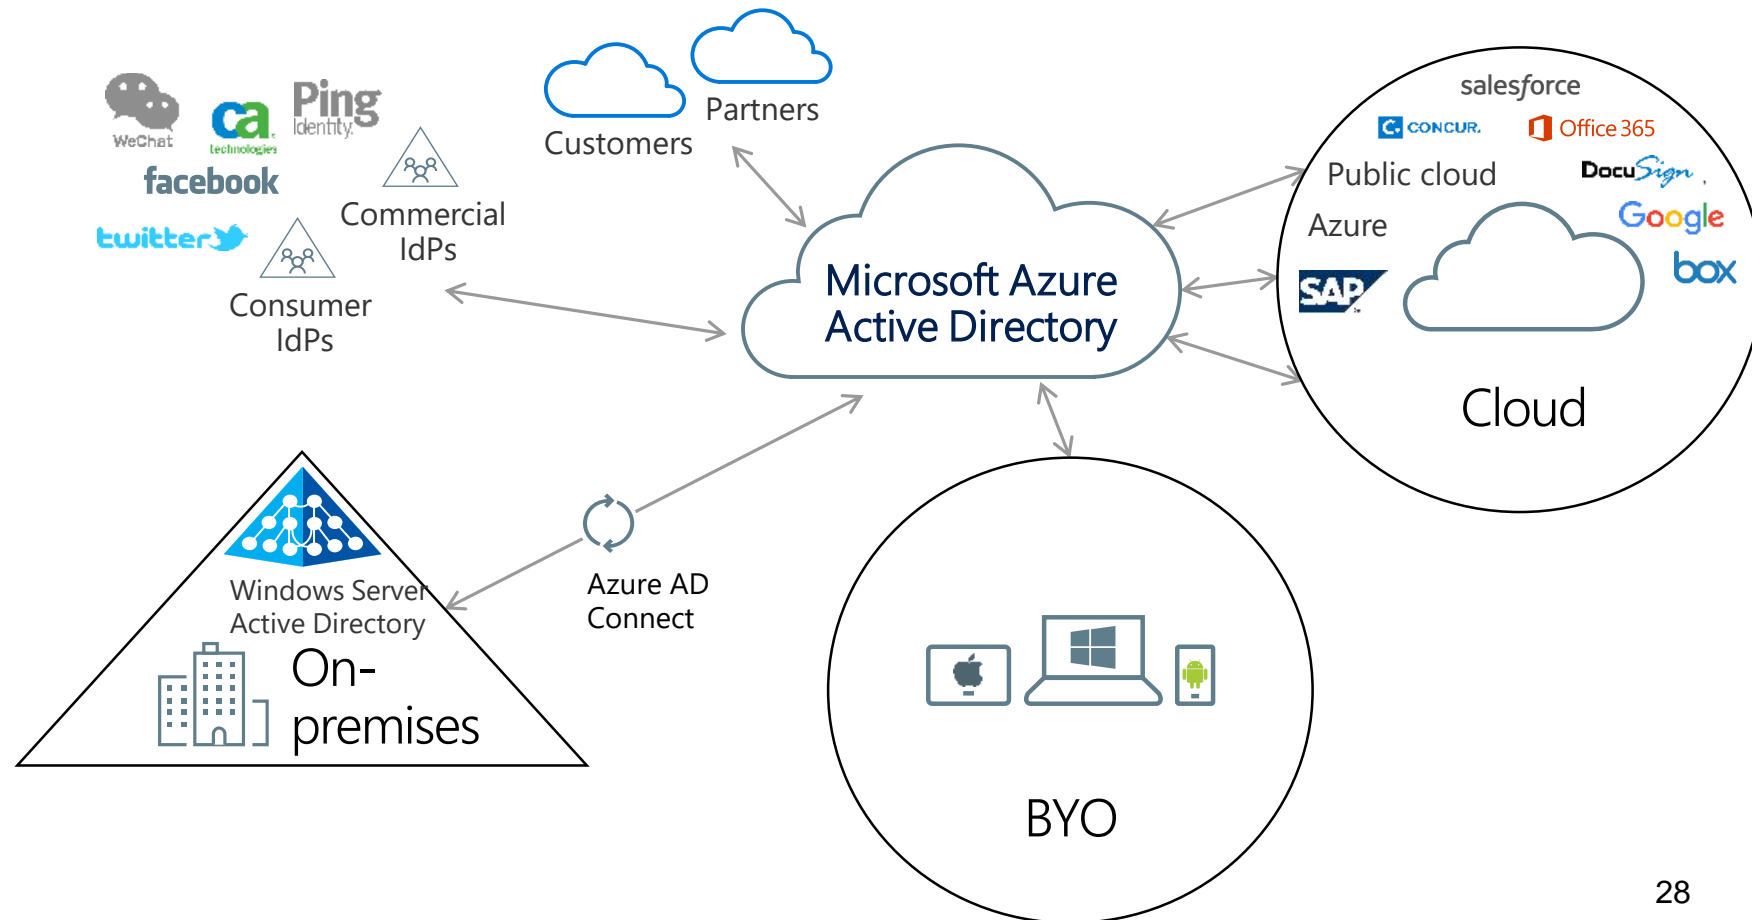 WeChat
ca
technologies
Ping
Identity.
facebook
twitter
Commercial
IdPs
Consumer
IdPs
Customers
Partners
Microsoft Azure
Active Directory
salesforce
C. CONCUR.
Office 365
Public cloud
DocuSign
Azure
Google
SAP
box
Cloud
Windows Server
Active Directory
On-
premises
Azure AD
Connect
BYO
28